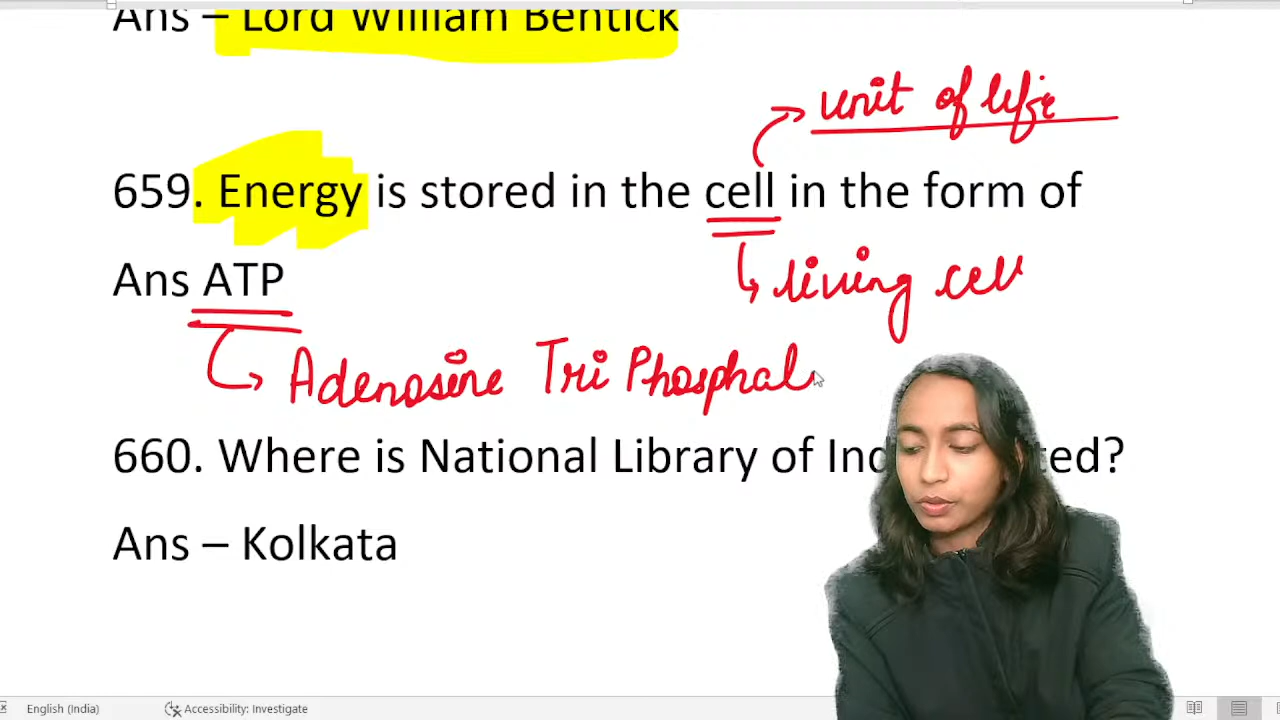 Ans – Lord William Bentick
unit of life
659. Energy is stored in the cell in the form of
Ans ATP
living cell
Adenosine Tri Phosphat
660. Where is National Library of Ind ted?
Ans – Kolkata
English (India) Accessibility: Investigate